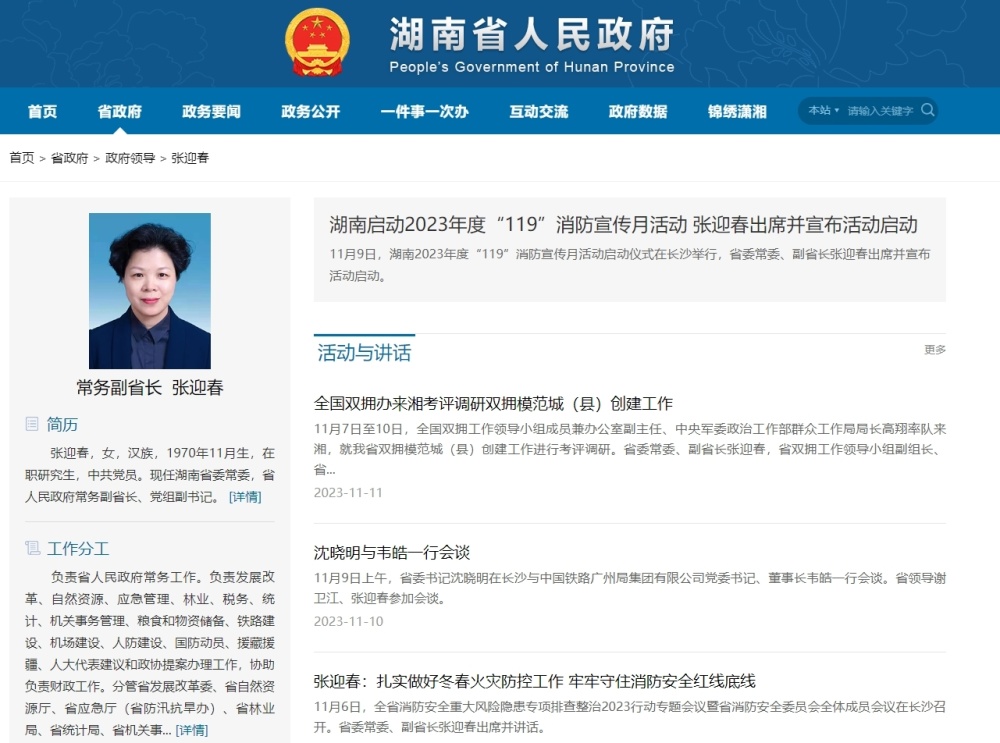 湖南省人民政府
People's Government of Hunan Province
首页 省政府 政务要闻 政务公开 一件事一次办 互动交流 政府数据 锦绣潇湘 本站 请输入关键字
首页 > 省政府 > 政府领导 > 张迎春
常务副省长 张迎春
简历
张迎春，女，汉族，1970年11月生，在
职研究生，中共党员。现任湖南省委常委，省
人民政府常务副省长、党组副书记。 [详情]
工作分工
负责省人民政府常务工作。负责发展改
革、自然资源、应急管理、林业、税务、统
计、机关事务管理、粮食和物资储备、铁路建
设、机场建设、人防建设、国防动员、援藏援
疆、人大代表建议和政协提案办理工作，协助
负责财政工作。分管省发展改革委、省自然资
源厅、省应急厅（省防汛抗旱办）、省林业
局、省统计局、省机关事... [详情]
湖南启动2023年度“119”消防宣传月活动 张迎春出席并宣布活动启动
11月9日，湖南2023年度“119”消防宣传月活动启动仪式在长沙举行，省委常委、副省长张迎春出席并宣布
活动启动。
活动与讲话
更多
全国双拥办来湘考评调研双拥模范城（县）创建工作
11月7日至10日，全国双拥工作领导小组成员兼办公室副主任、中央军委政治工作部群众工作局局长高翔率队来
湘，就我省双拥模范城（县）创建工作进行考评调研。省委常委、副省长张迎春，省双拥工作领导小组副组长、
省...
2023-11-11
沈晓明与韦皓一行会谈
11月9日上午，省委书记沈晓明在长沙与中国铁路广州局集团有限公司党委书记、董事长韦皓一行会谈。省领导谢
卫江、张迎春参加会谈。
2023-11-10
张迎春：扎实做好冬春火灾防控工作 牢牢守住消防安全红线底线
11月6日，全省消防安全重大风险隐患专项排查整治2023行动专题会议暨省消防安全委员会全体成员会议在长沙召
开。省委常委、副省长张迎春出席并讲话。